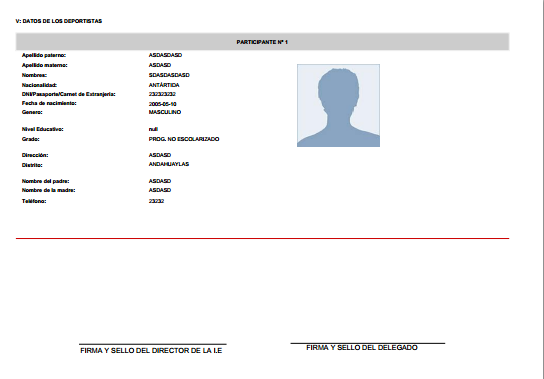 V: DATOS DE LOS DEPORTISTAS
PARTICIPANTE Nº 1
Apellido paterno: ASDASDASD
Apellido materno: ASDASD
Nombres: SDASDASDASD
Nacionalidad: ANTÁRTIDA
DNI/Pasaporte/Carnet de Extranjeria: 232323232
Fecha de nacimiento: 2005-05-10
Genero: MASCULINO
Nivel Educativo: null
Grado: PROG. NO ESCOLARIZADO
Dirección: ASDASD
Distrito: ANDAHUAYLAS
Nombre del padre: ASDASD
Nombre de la madre: ASDASD
Teléfono: 23232
FIRMA Y SELLO DEL DIRECTOR DE LA I.E
FIRMA Y SELLO DEL DELEGADO